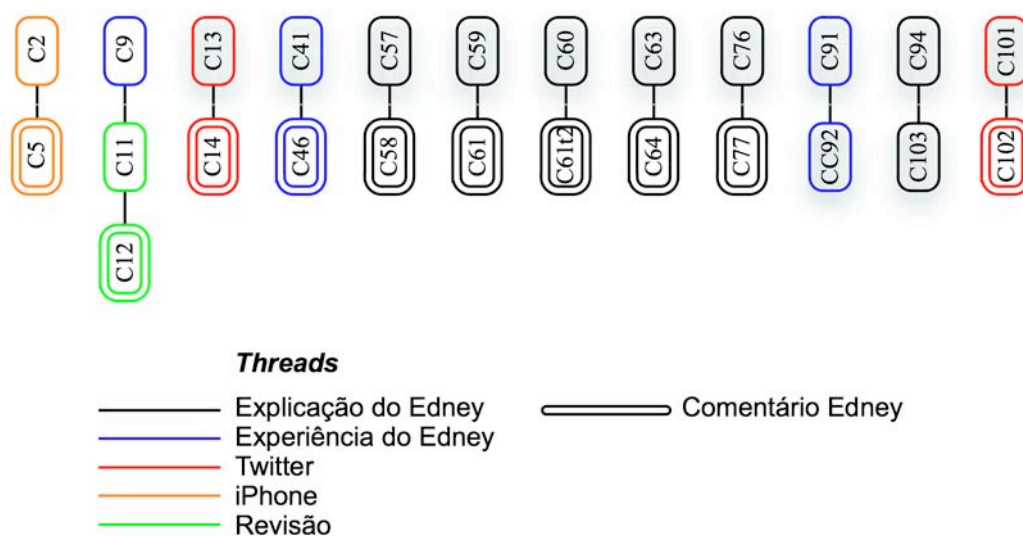 C2 C9 C13 C41 C57 C59 C60 C63 C76 C91 C94 C101
C5 C11 C14 C46 C58 C61 C61t2 C64 C77 CC92 C103 C102
C12
Threads
Explicação do Edney Comentário Edney
Experiência do Edney
Twitter
iPhone
Revisão